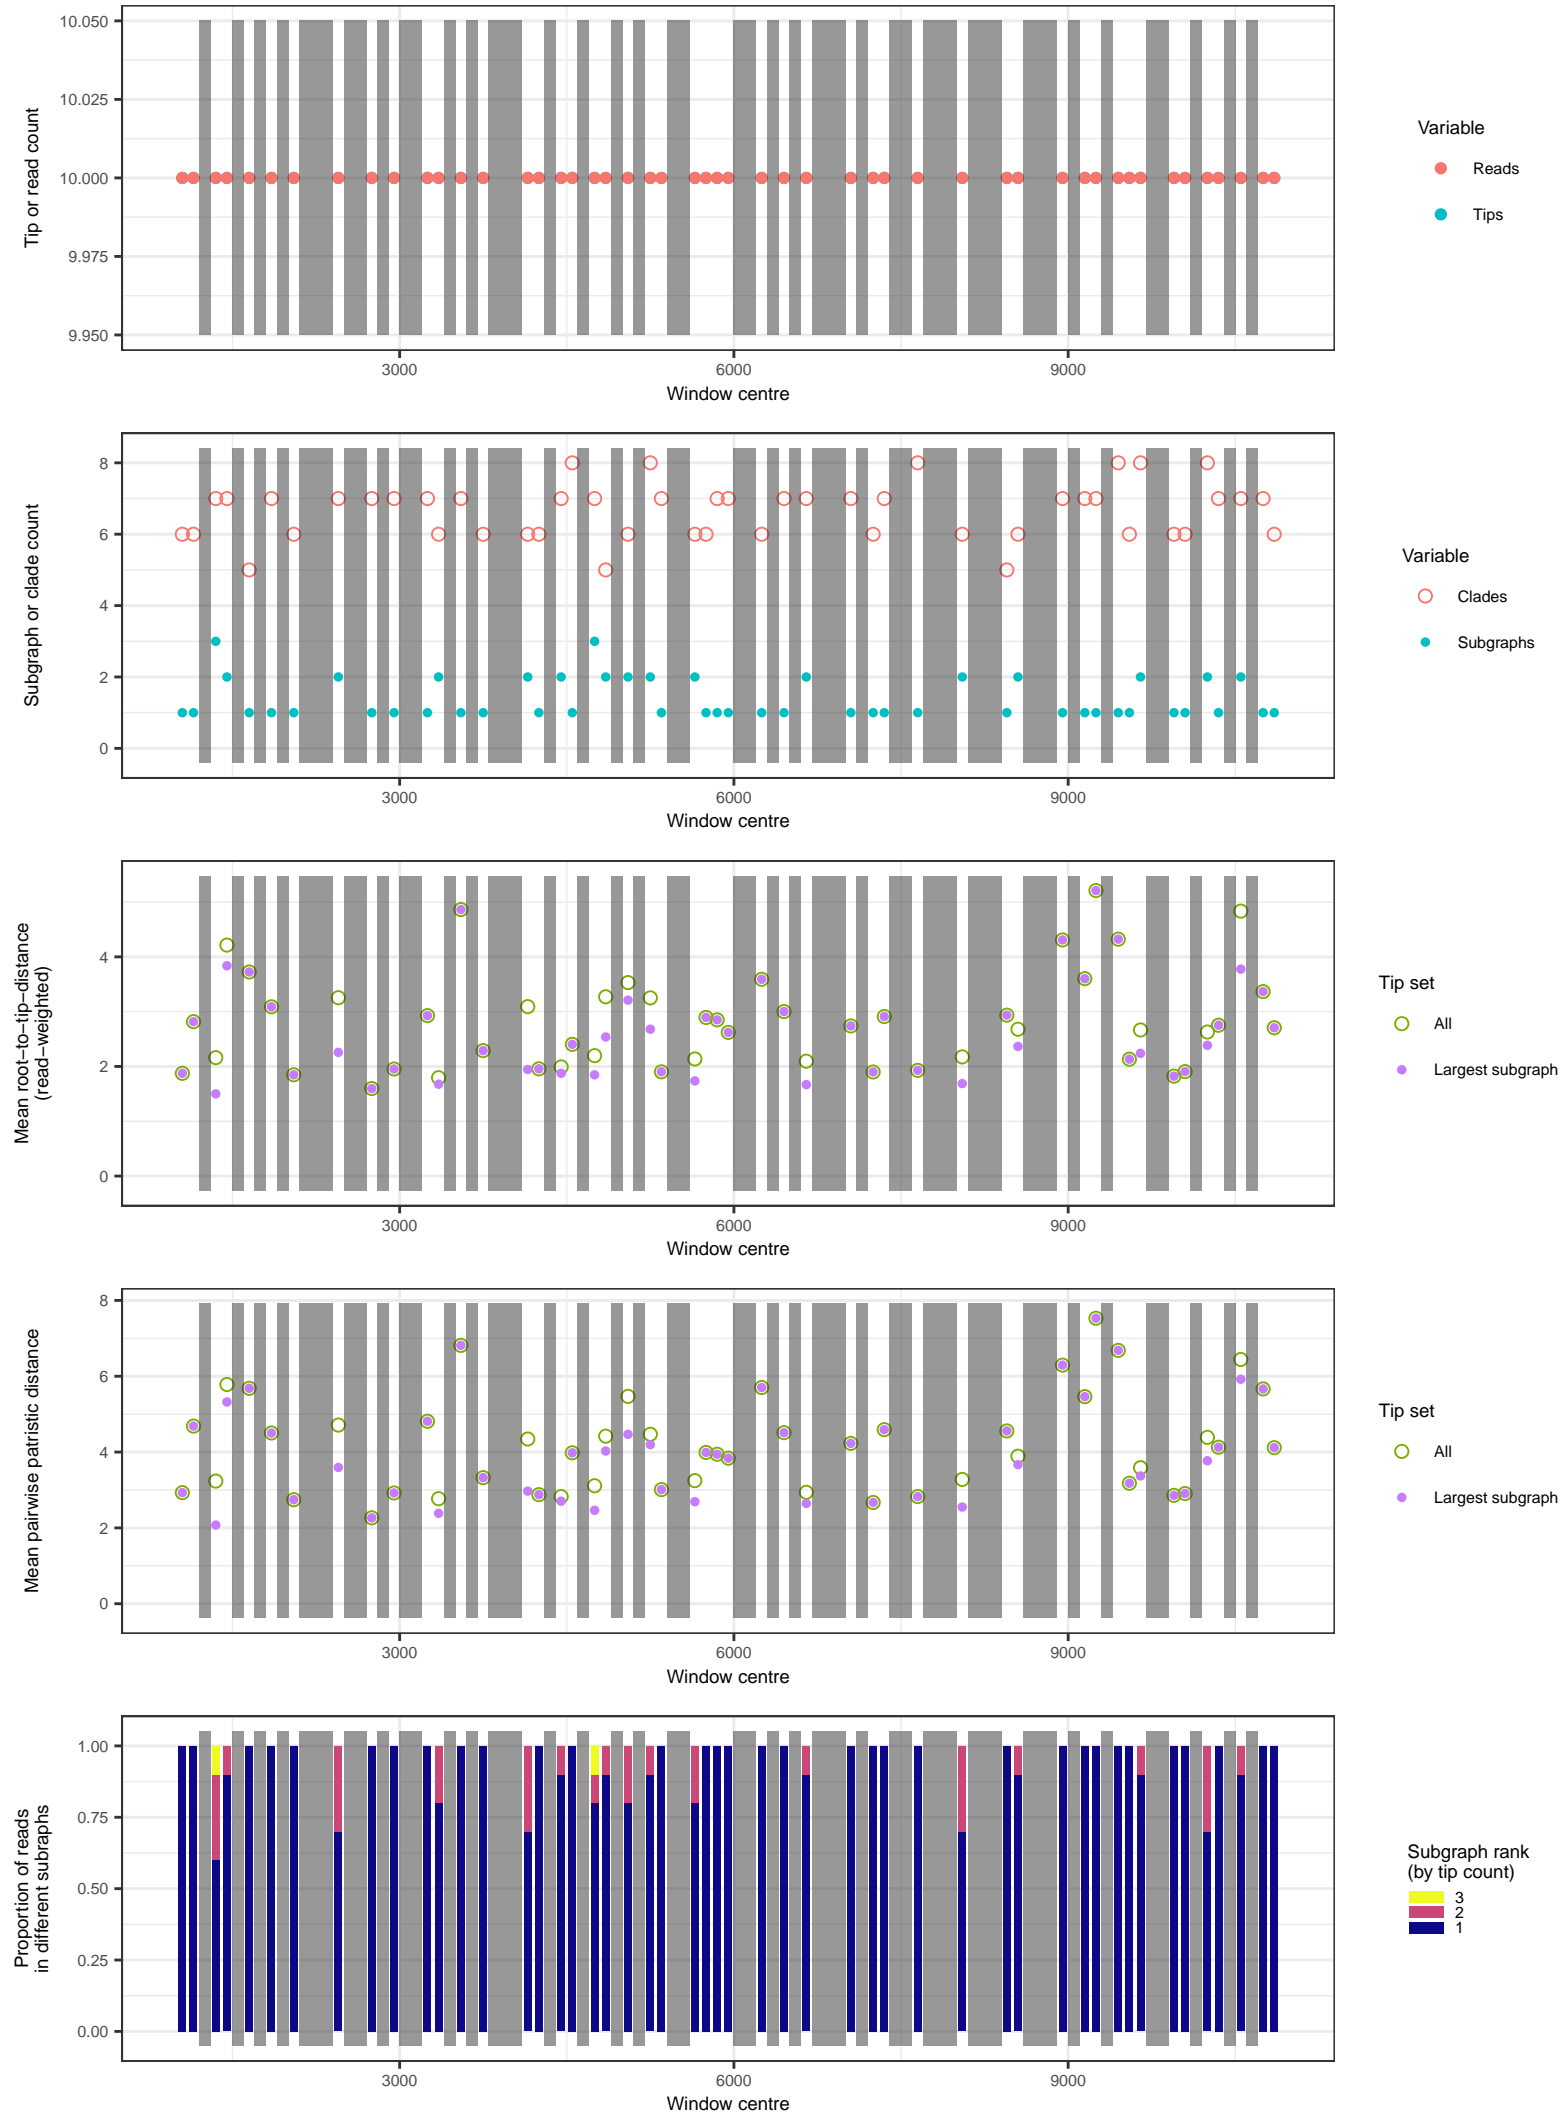 10.050
10.025
10.000
9.975
9.950
Tip or read count
3000 6000 9000
Window centre
Variable
Reads
Tips
8
6
4
2
0
Subgraph or clade count
3000 6000 9000
Window centre
Variable
Clades
Subgraphs
4
2
0
Mean root−to−tip−distance
(read−weighted)
3000 6000 9000
Window centre
Tip set
All
Largest subgraph
8
6
4
2
0
Mean pairwise patristic distance
3000 6000 9000
Window centre
Tip set
All
Largest subgraph
1.00
0.75
0.50
0.25
0.00
Proportion of reads
in different subraphs
3000 6000 9000
Window centre
Subgraph rank
(by tip count)
3
2
1